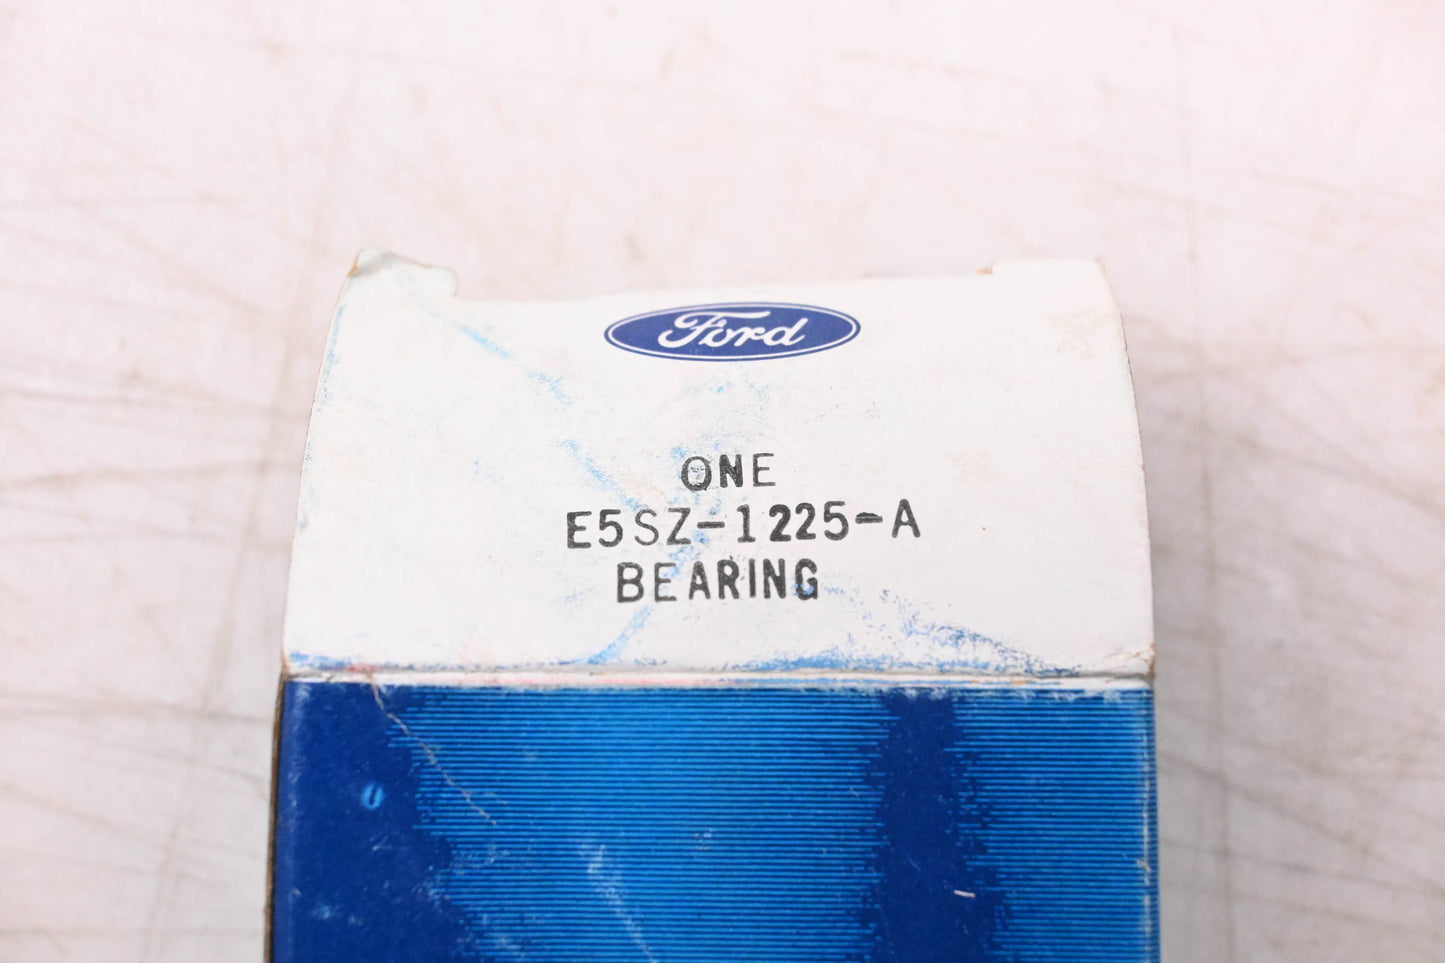 Ford
ONE
E5SZ-1225-A
BEARING